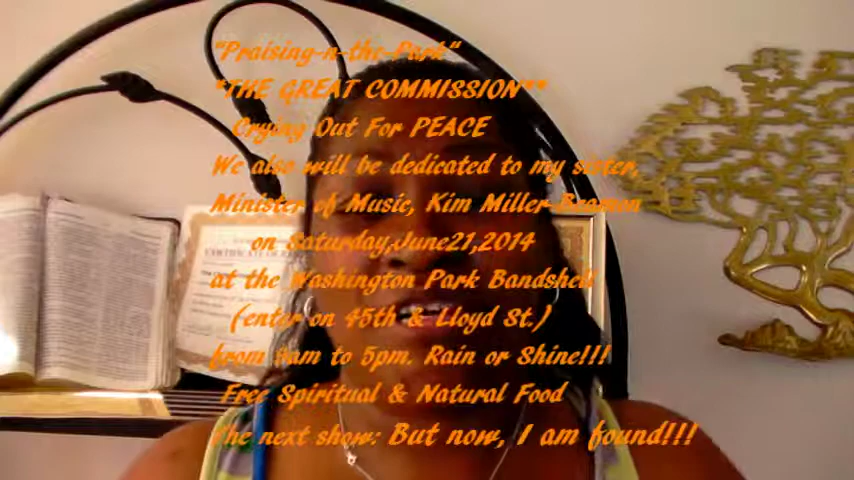 "Praising-n-the-Park"
*THE GREAT COMMISSION**
Crying Out For PEACE
We also will be dedicated to my sister,
Minister of Music, Kim Miller-Beamon
on Saturday,June21,2014
at the Washington Park Bandshell
(enter on 45th & Lloyd St.)
from 9am to 5pm. Rain or Shine!!!
Free Spiritual & Natural Food
The next show: But now, I am found!!!